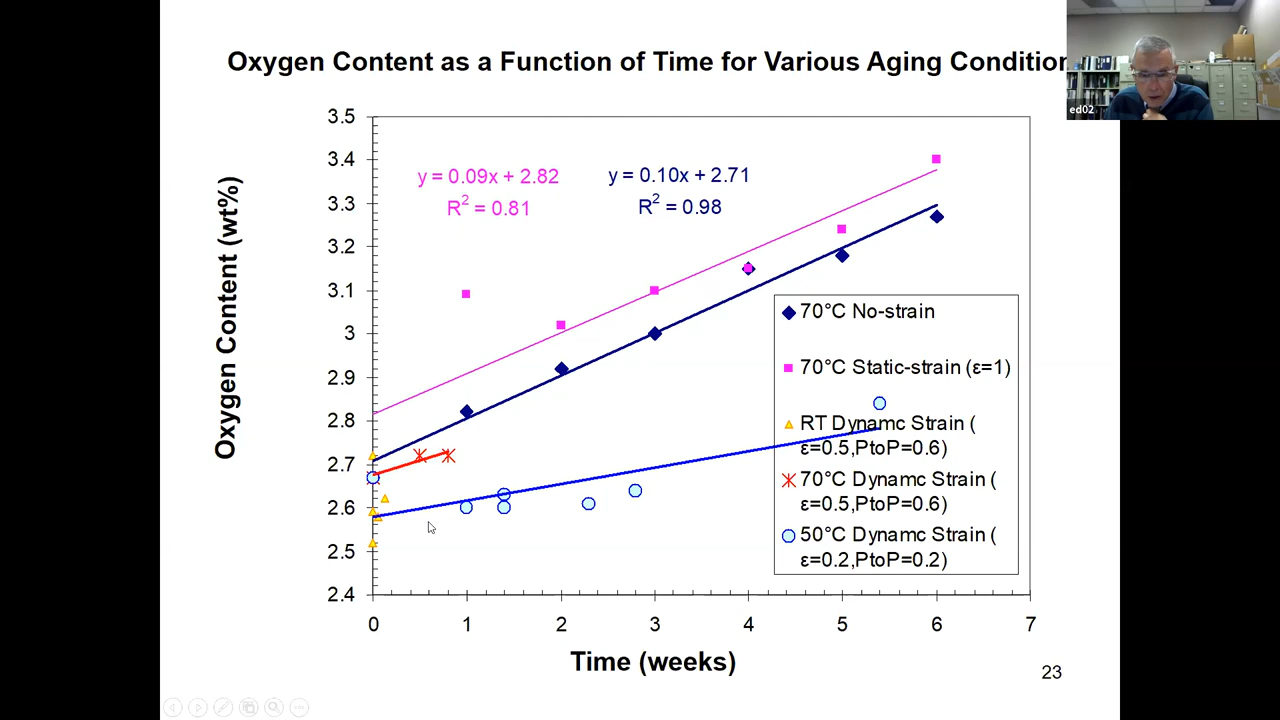 Oxygen Content as a Function of Time for Various Aging Condition
ed02
3.5
3.4
3.3
3.2
3.1
3
2.9
2.8
2.7
2.6
2.5
2.4
Oxygen Content (wt%)
y = 0.09x + 2.82
R² = 0.81
y = 0.10x + 2.71
R² = 0.98
70°C No-strain
70°C Static-strain (ε=1)
RT Dynamc Strain (
ε=0.5,PtoP=0.6)
70°C Dynamc Strain (
ε=0.5,PtoP=0.6)
50°C Dynamc Strain (
ε=0.2,PtoP=0.2)
0 1 2 3 4 5 6 7
Time (weeks)
23